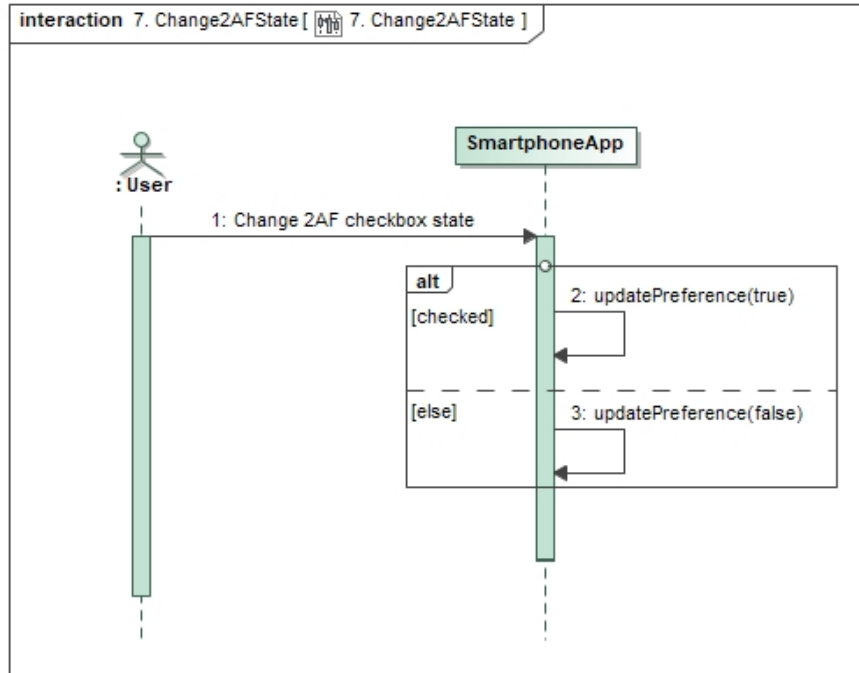 interaction 7. Change2AFState [ 7. Change2AFState ]
: User
SmartphoneApp
1: Change 2AF checkbox state
alt
2: updatePreference(true)
[checked]
[else]
3: updatePreference(false)